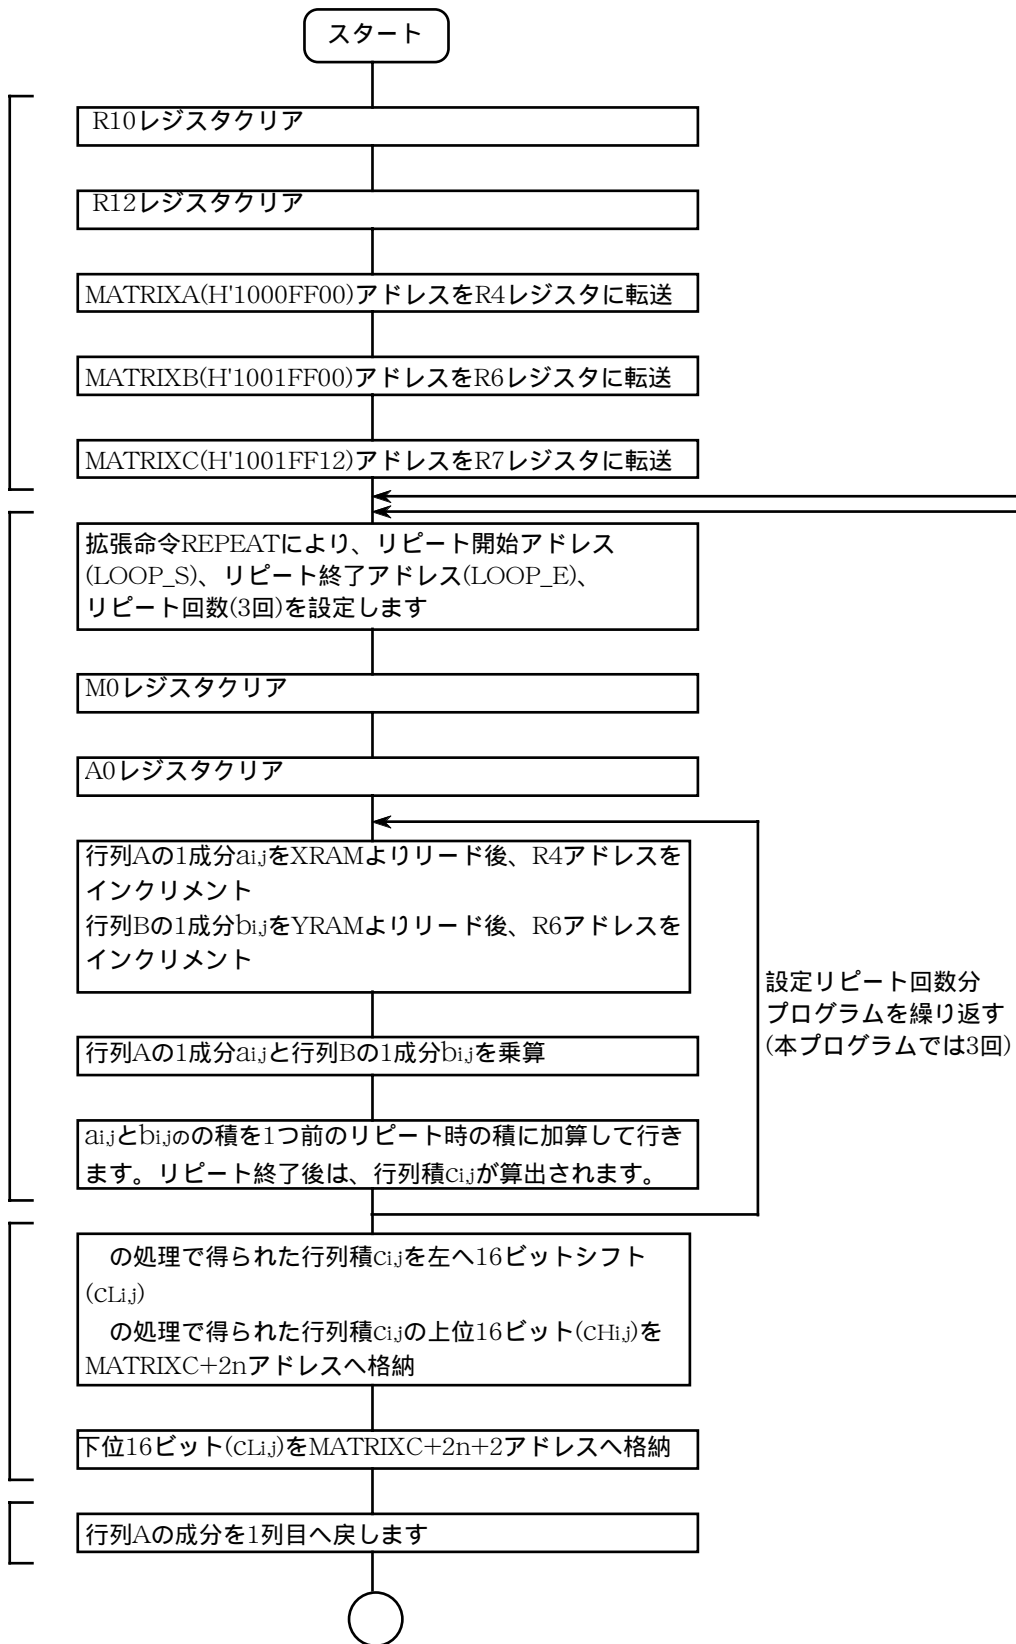 スタート
R10レジスタクリア
R12レジスタクリア
MATRIXA(H'1000FF00)アドレスをR4レジスタに転送
MATRIXB(H'1001FF00)アドレスをR6レジスタに転送
MATRIXC(H'1001FF12)アドレスをR7レジスタに転送
拡張命令REPEATにより、リピート開始アドレス
(LOOP_S)、リピート終了アドレス(LOOP_E)、
リピート回数(3回)を設定します
M0レジスタクリア
A0レジスタクリア
行列Aの1成分ai,jをXRAMよりリード後、R4アドレスを
インクリメント
行列Bの1成分bi,jをYRAMよりリード後、R6アドレスを
インクリメント
設定リピート回数分
プログラムを繰り返す
(本プログラムでは3回)
行列Aの1成分ai,jと行列Bの1成分bi,jを乗算
ai,jとbi,jのの積を1つ前のリピート時の積に加算して行き
ます。リピート終了後は、行列積ci,jが算出されます。
の処理で得られた行列積ci,jを左へ16ビットシフト
(cLi,j)
の処理で得られた行列積ci,jの上位16ビット(cHi,j)を
MATRIXC+2nアドレスへ格納
下位16ビット(cLi,j)をMATRIXC+2n+2アドレスへ格納
行列Aの成分を1列目へ戻します